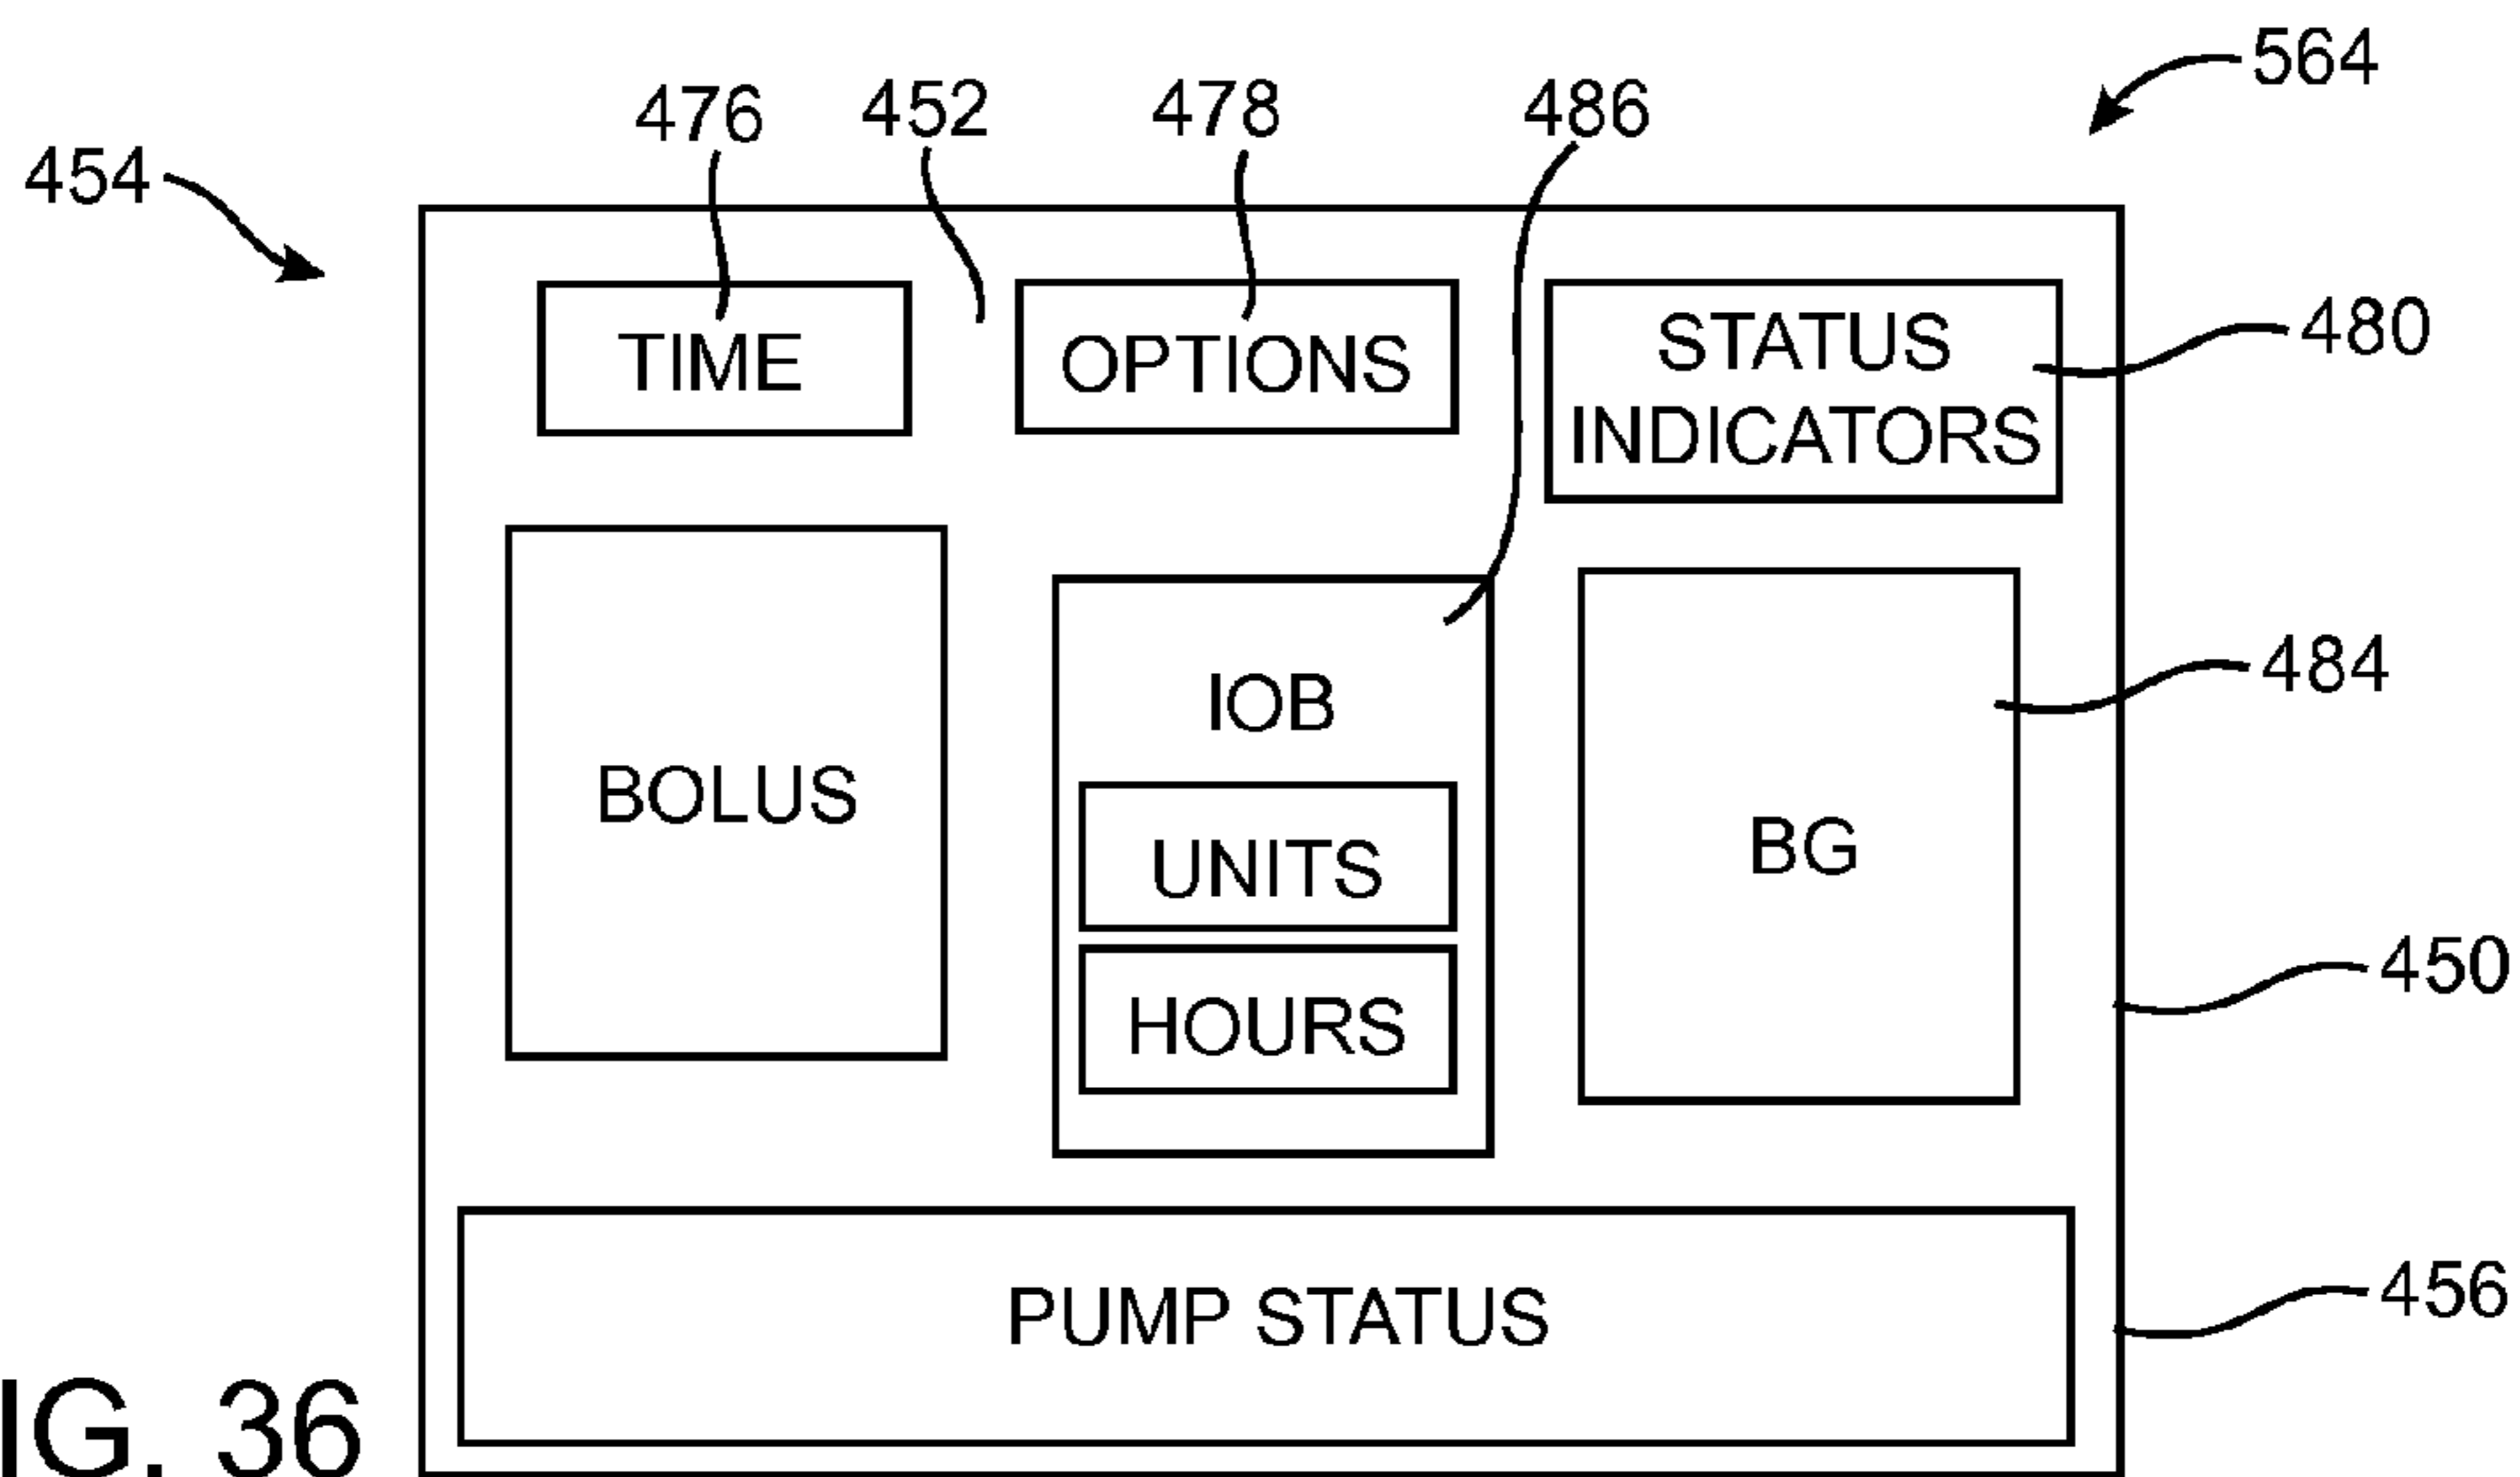 564
476 452 478 486
454
TIME
OPTIONS
STATUS
INDICATORS
480
484
BOLUS
IOB
UNITS
HOURS
BG
450
PUMP STATUS
456
IG. 36